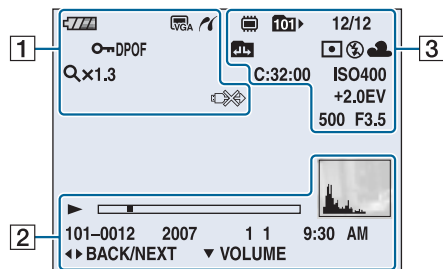 1
VGA
101
12/12
3
DPOF
×1.3
C:32:00
ISO400
+2.0EV
500 F3.5
2
101–0012 2007 1 1 9:30 AM
BACK/NEXT VOLUME